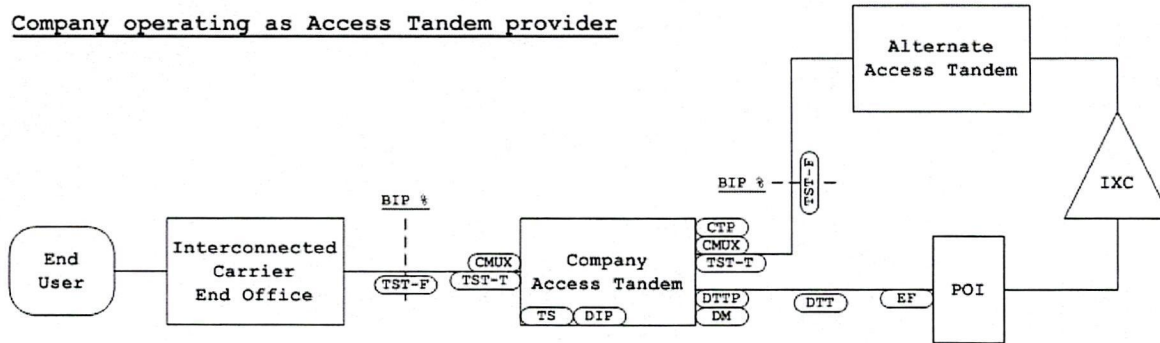 Company operating as Access Tandem provider
Alternate
Access Tandem
IXC
BIP %
TST-F
BIP %
End
User
Interconnected
Carrier
End Office
TST-F
CMUX
TST-T
Company
Access Tandem
TS
DIP
CTP
CMUX
TST-T
DTTP
DM
DTT
EF
POI